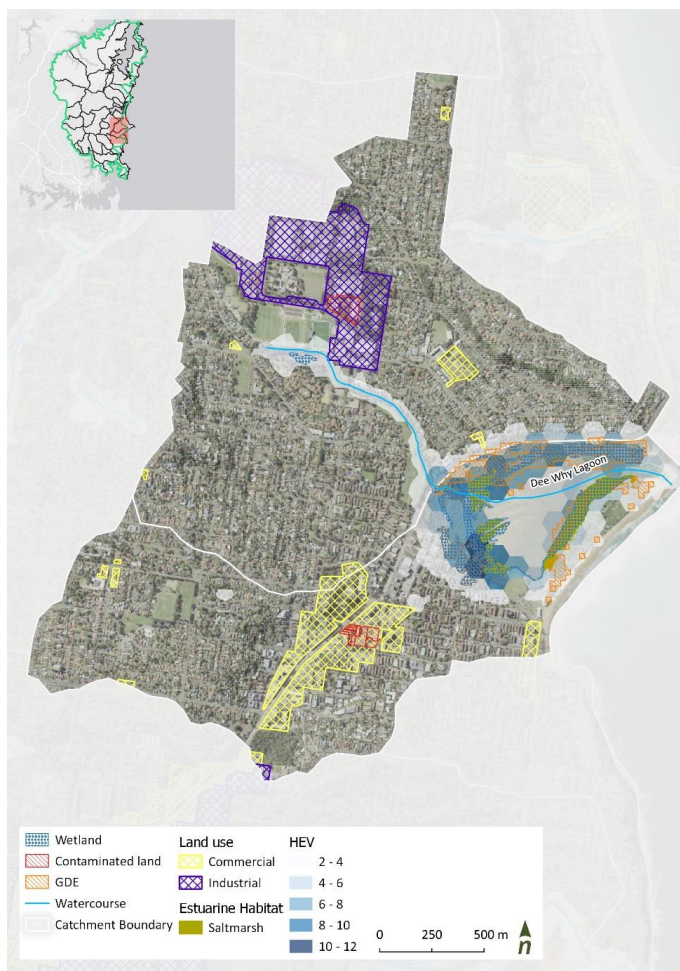 Dee Why Lagoon
Wetland
Contaminated land
GDE
Watercourse
Catchment Boundary
Land use
Commercial
Industrial
Estuarine Habitat
Saltmarsh
HEV
2 - 4
4 - 6
6 - 8
8 - 10
10 - 12
0 250 500 m
n